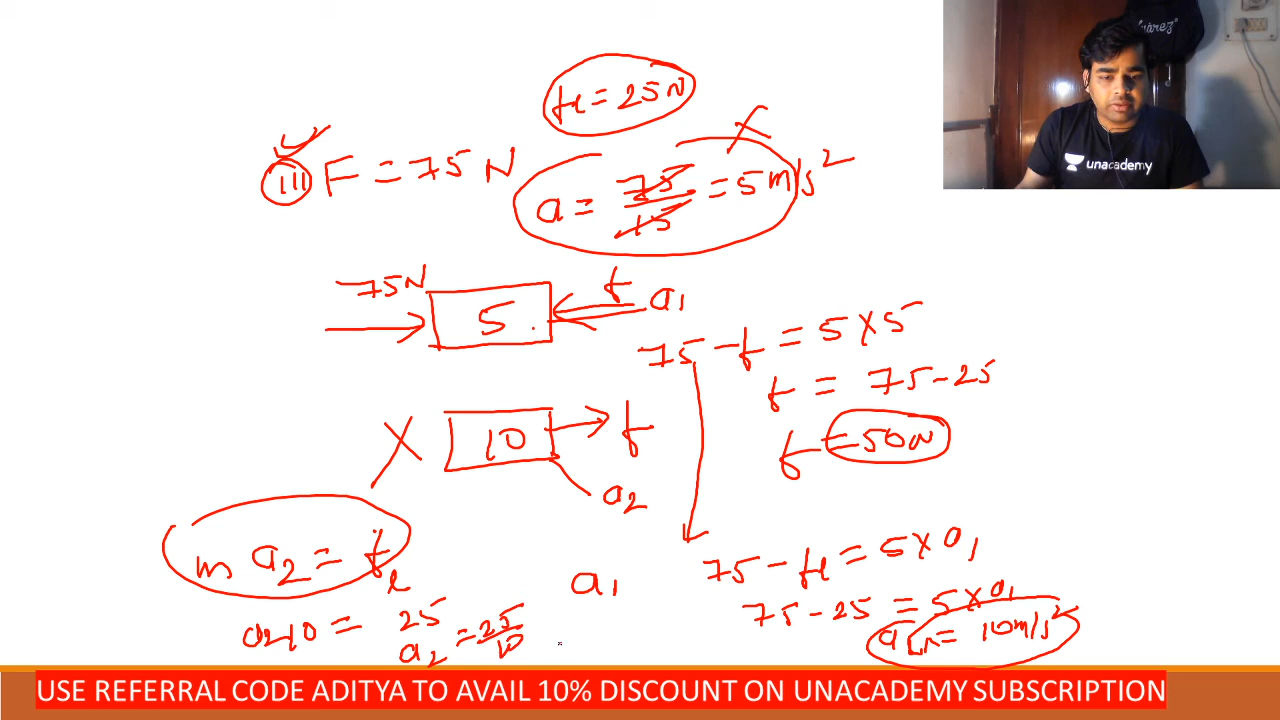 fl = 25N
iii F = 75 N
a = 75/15 = 5 m/s²
75N
5
f
a1
75 - f = 5 × 5
f = 75 - 25
f = 50N
10
f
a2
m a2 = fl
75 - fl = 5 × a1
a1
75 - 25 = 5 × a1
a2 10 = 25
a2 = 25/10
= 10 m/s²
unacademy
USE REFERRAL CODE ADITYA TO AVAIL 10% DISCOUNT ON UNACADEMY SUBSCRIPTION